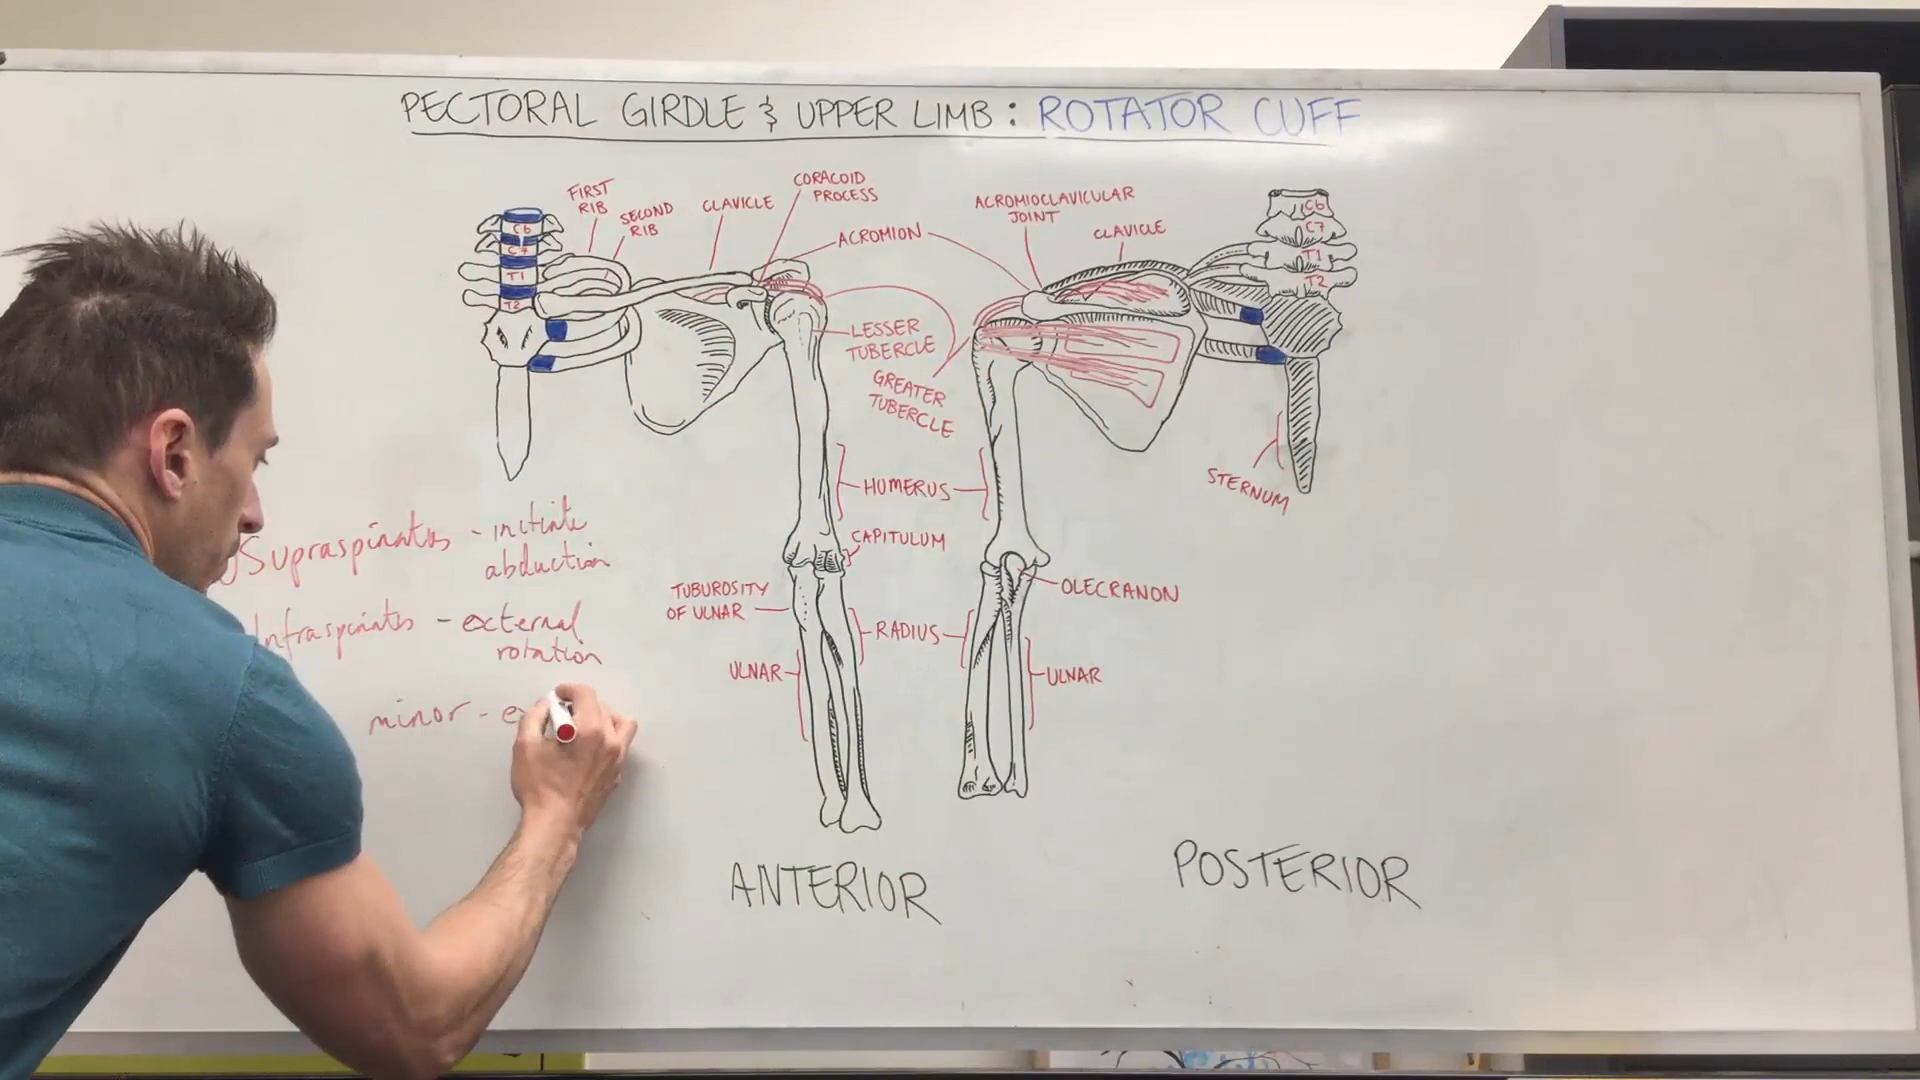 PECTORAL GIRDLE & UPPER LIMB: ROTATOR CUFF
FIRST
RIB
SECOND
RIB
CLAVICLE
CORACOID
PROCESS
ACROMION
ACROMIOCLAVICULAR
JOINT
CLAVICLE
C6
C7
T1
T2
C6
C7
T1
T2
LESSER
TUBERCLE
GREATER
TUBERCLE
HUMERUS
STERNUM
CAPITULUM
TUBUROSITY
OF ULNAR
OLECRANON
RADIUS
ULNAR
ULNAR
Supraspinatus - initiate
abduction
Infraspinatus - external
rotation
minor - e
ANTERIOR
POSTERIOR